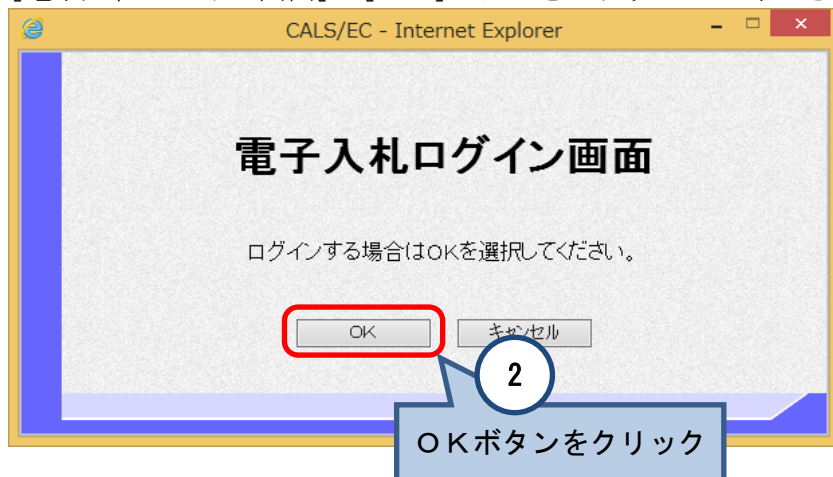 CALS/EC - Internet Explorer
電子入札ログイン画面
ログインする場合はOKを選択してください。
OK
キャンセル
2
ＯＫボタンをクリック